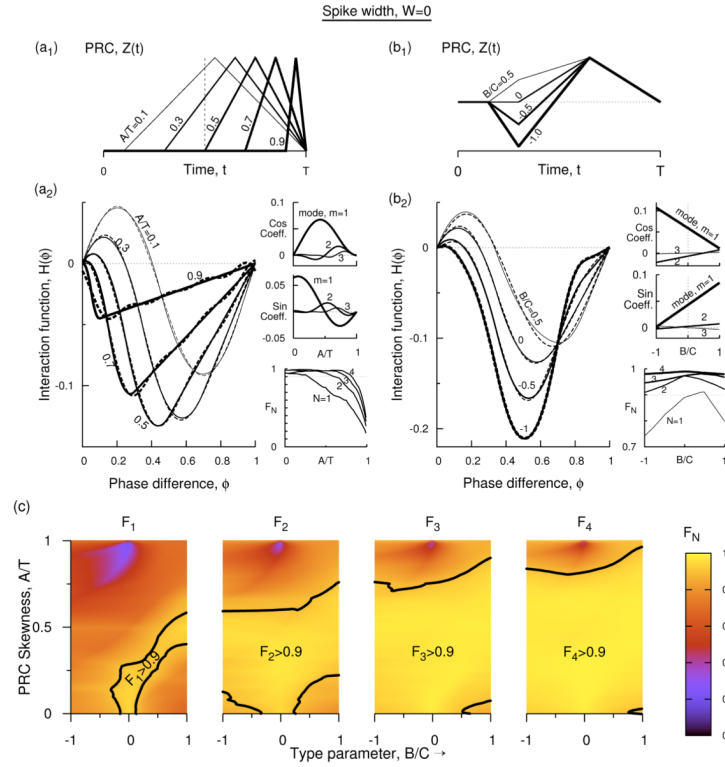 Spike width, W=0
(a1) PRC, Z(t)
A/T=0.1
0.3
0.5
0.7
0.9
0 Time, t T
(b1) PRC, Z(t)
B/C=0.5
0
-0.5
-1.0
0 Time, t T
(a2)
Interaction function, H(ϕ)
0
-0.1
A/T=0.1
0.3
0.9
0.7
0.5
0 0.2 0.4 0.6 0.8 1
Phase difference, ϕ
0.1
Cos
Coeff.
0
mode, m=1
2
3
0.05
Sin
Coeff.
-0.05
m=1
2
3
A/T
1
F_N
0
4
3
2
N=1
0 1
A/T
(b2)
Interaction function, H(ϕ)
0
-0.1
-0.2
B/C=0.5
0
-0.5
-1
0 0.2 0.4 0.6 0.8 1
Phase difference, ϕ
0.1
Cos
Coeff.
0
mode, m=1
3
2
0.1
Sin
Coeff.
0
mode, m=1
2
3
-1 B/C 1
1
F_N
0.7
4
3
2
N=1
-1 0 1
B/C
(c)
F1 F2 F3 F4 F_N
PRC Skewness, A/T
1
0.5
0
F1>0.9
F2>0.9
F3>0.9
F4>0.9
-1 0 1 -1 0 1 -1 0 1 -1 0 1
Type parameter, B/C →